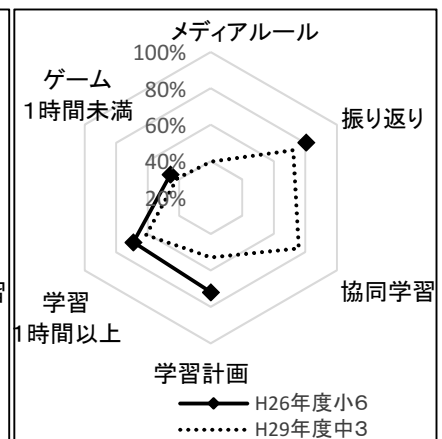 メディアルール
100%
80%
60%
40%
20%
振り返り
協同学習
学習計画
学習
1時間以上
ゲーム
1時間未満
習
H26年度小6
H29年度中3